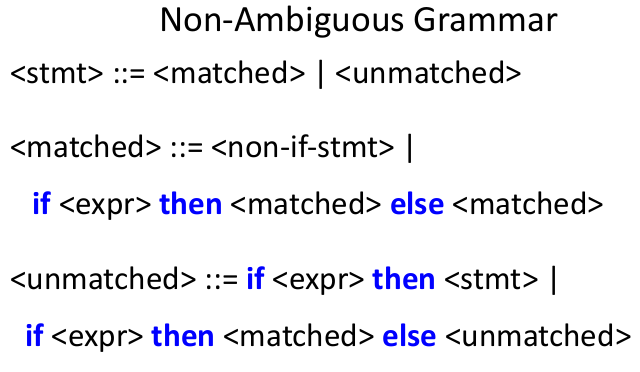 Non-Ambiguous Grammar
<stmt> ::= <matched> | <unmatched>
<matched> ::= <non-if-stmt> |
if <expr> then <matched> else <matched>
<unmatched> ::= if <expr> then <stmt> |
if <expr> then <matched> else <unmatched>